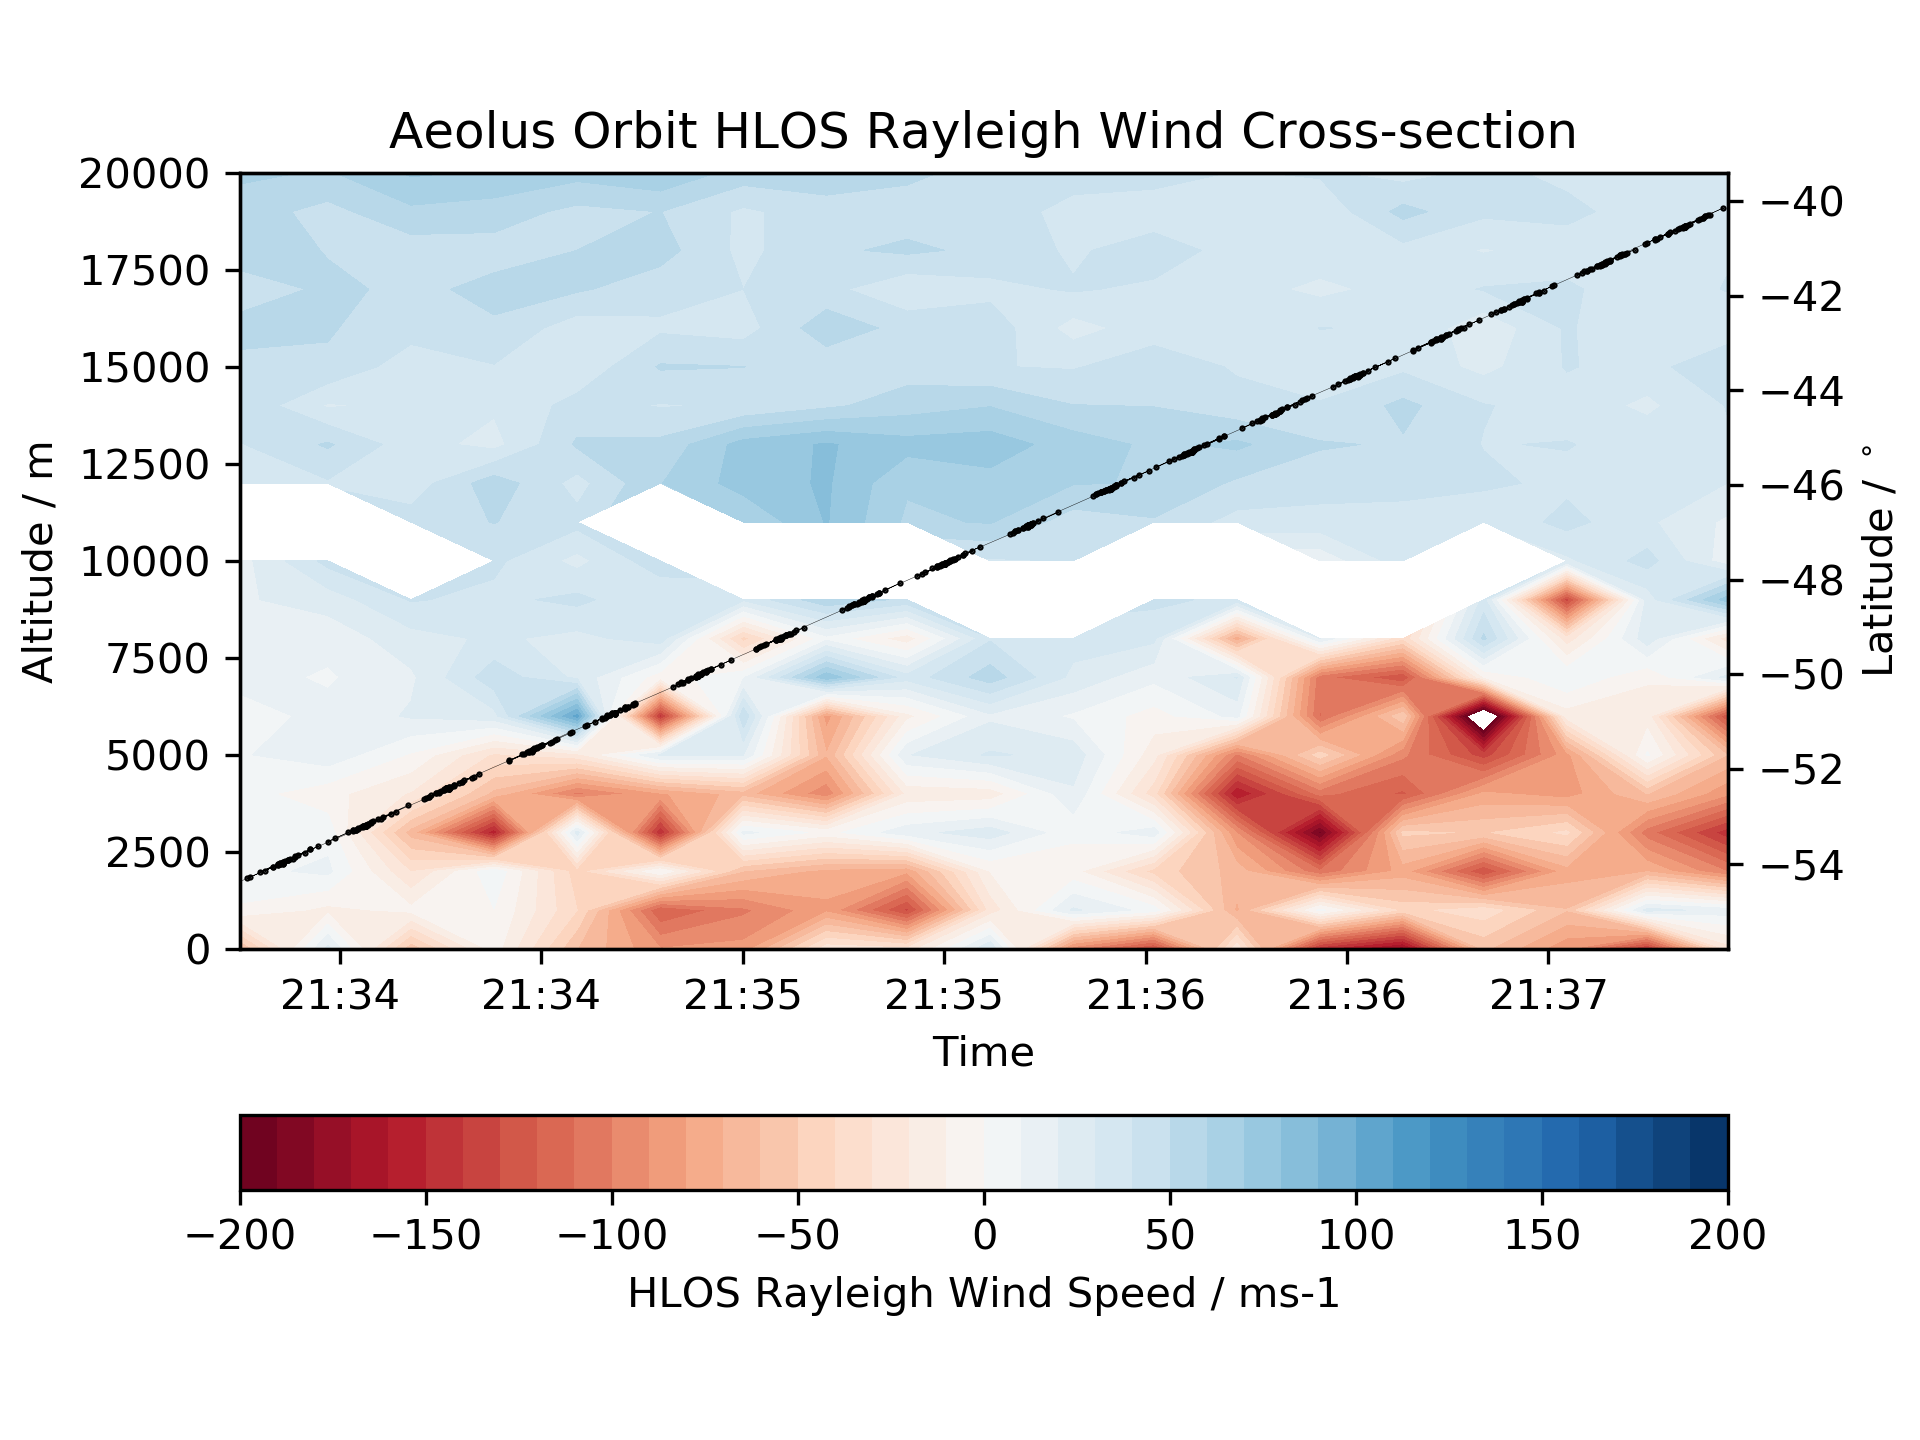 Aeolus Orbit HLOS Rayleigh Wind Cross-section
20000
17500
15000
12500
10000
7500
5000
2500
0
Altitude / m
−40
−42
−44
−46
−48
−50
−52
−54
Latitude / °
21:34 21:34 21:35 21:35 21:36 21:36 21:37
Time
−200 −150 −100 −50 0 50 100 150 200
HLOS Rayleigh Wind Speed / ms-1